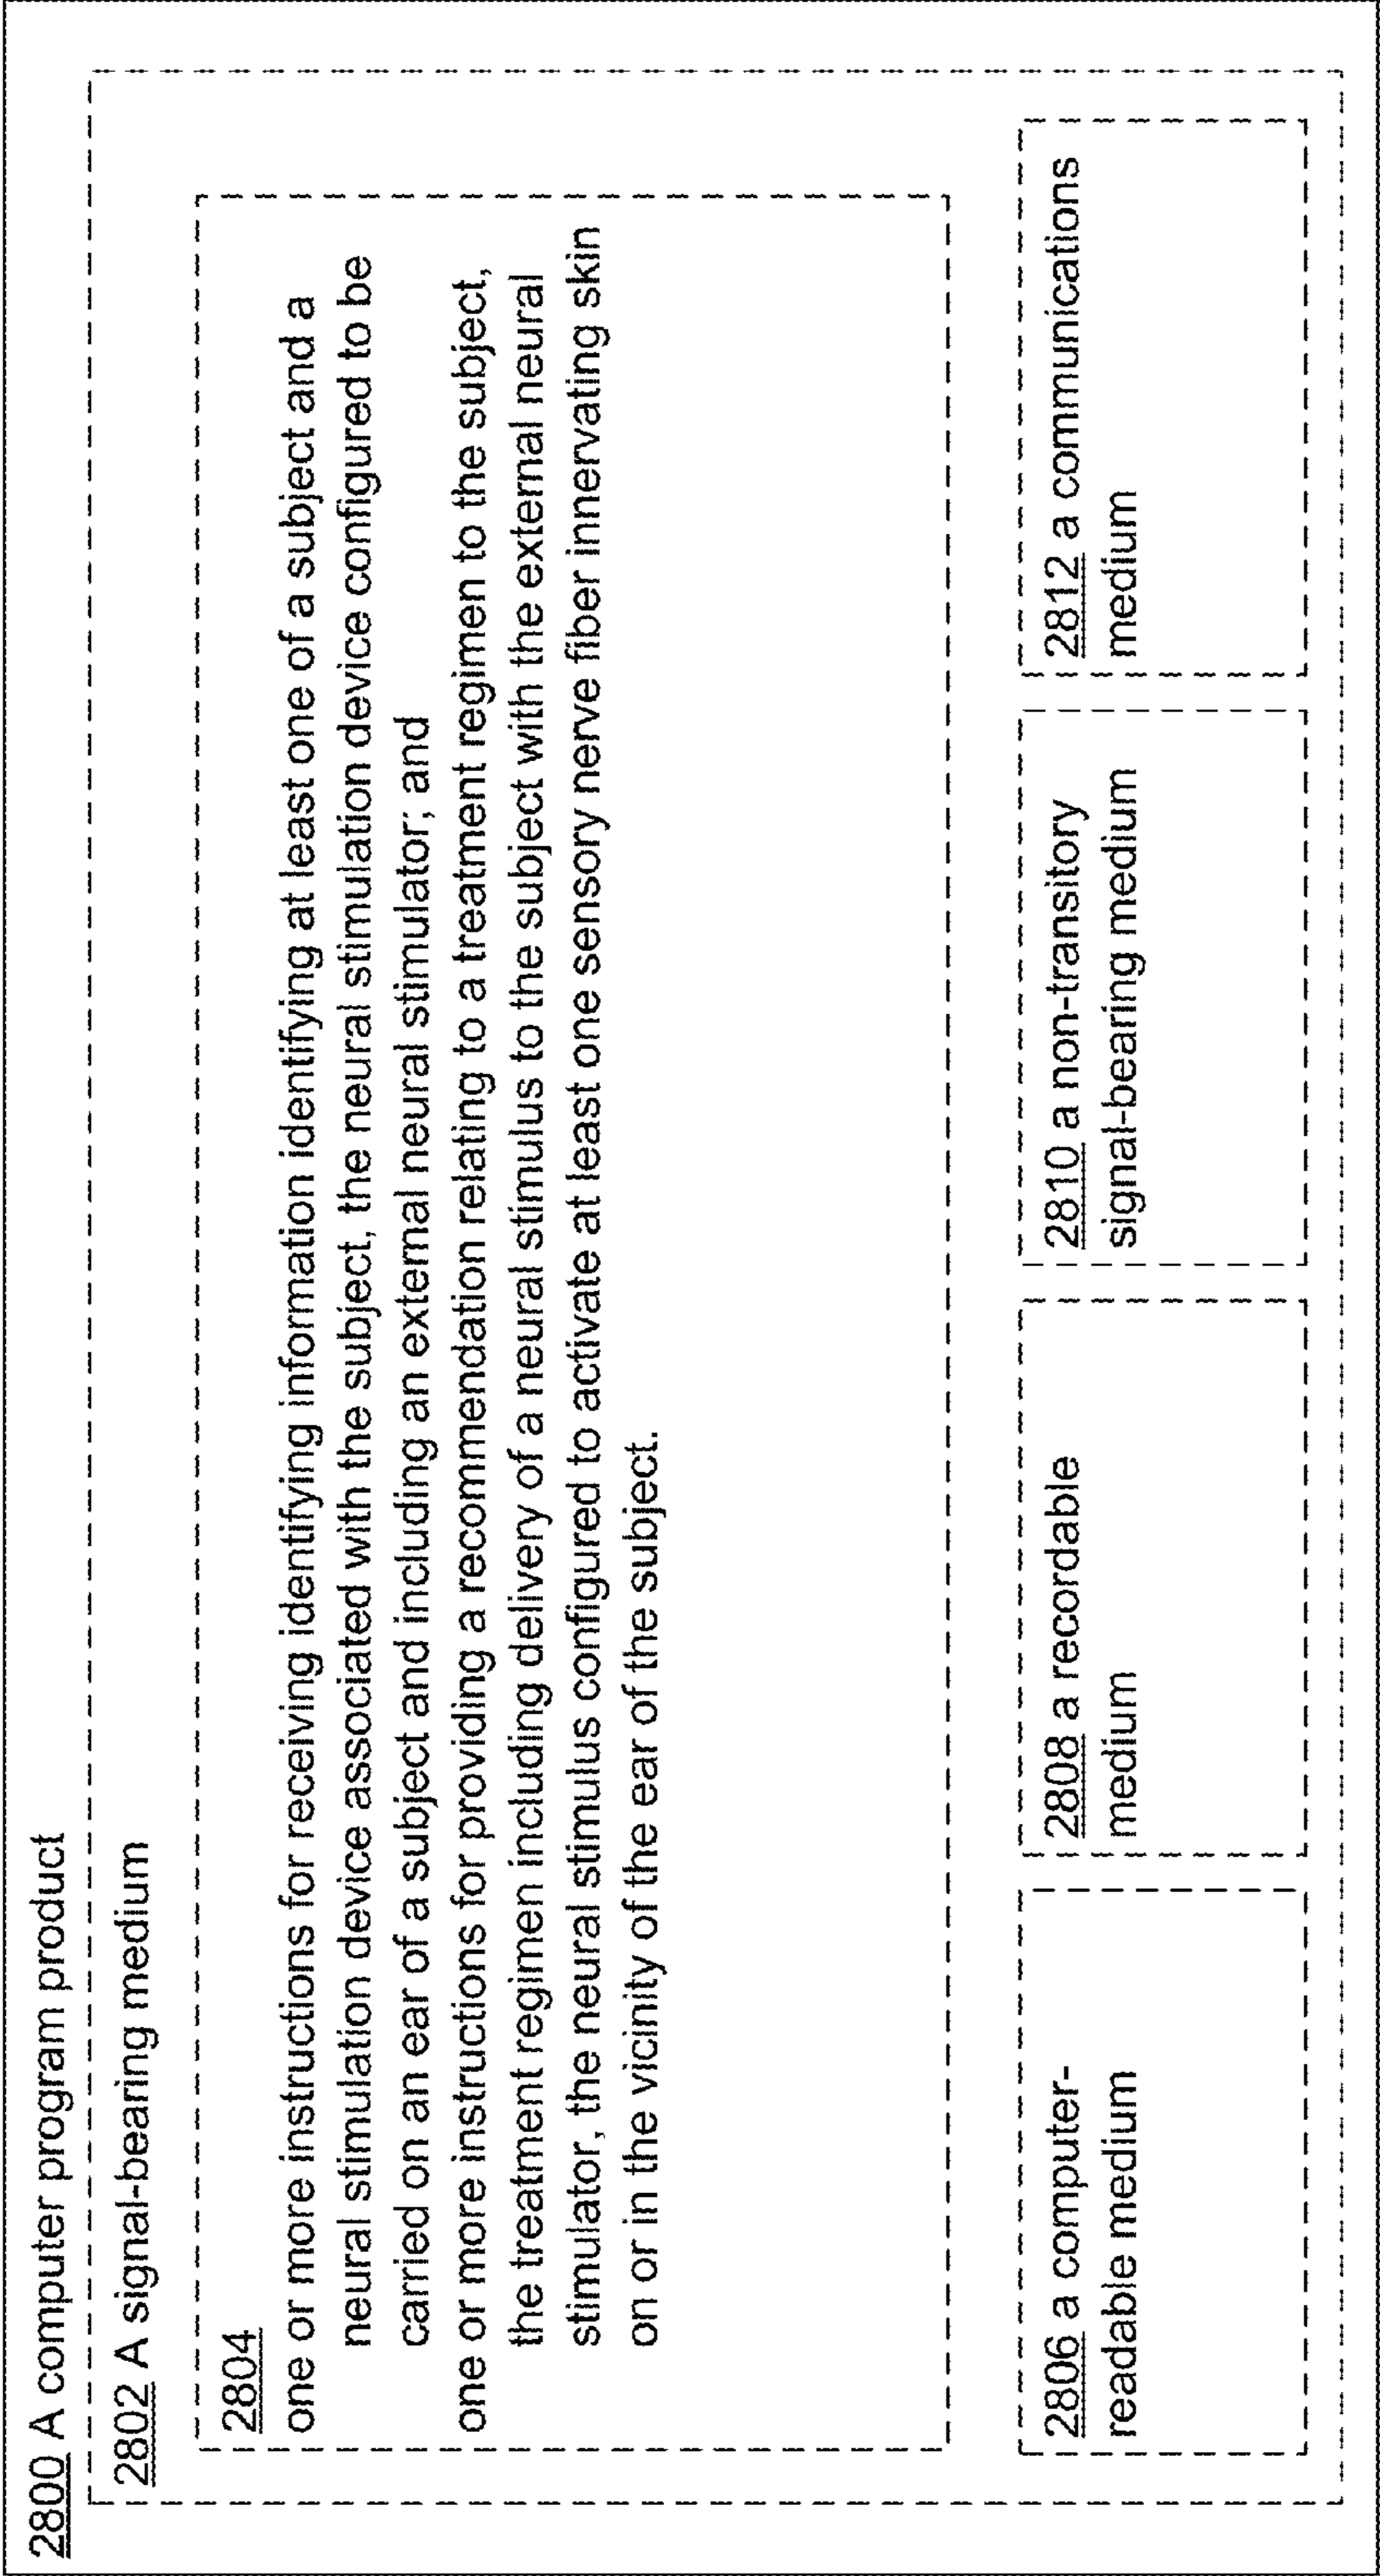 2800 A computer program product
2802 A signal-bearing medium
2804
one or more instructions for receiving identifying information identifying at least one of a subject and a
neural stimulation device associated with the subject, the neural stimulation device configured to be
carried on an ear of a subject and including an external neural stimulator; and
one or more instructions for providing a recommendation relating to a treatment regimen to the subject,
the treatment regimen including delivery of a neural stimulus to the subject with the external neural
stimulator, the neural stimulus configured to activate at least one sensory nerve fiber innervating skin
on or in the vicinity of the ear of the subject.
2806 a computer-
readable medium
2808 a recordable
medium
2810 a non-transitory
signal-bearing medium
2812 a communications
medium